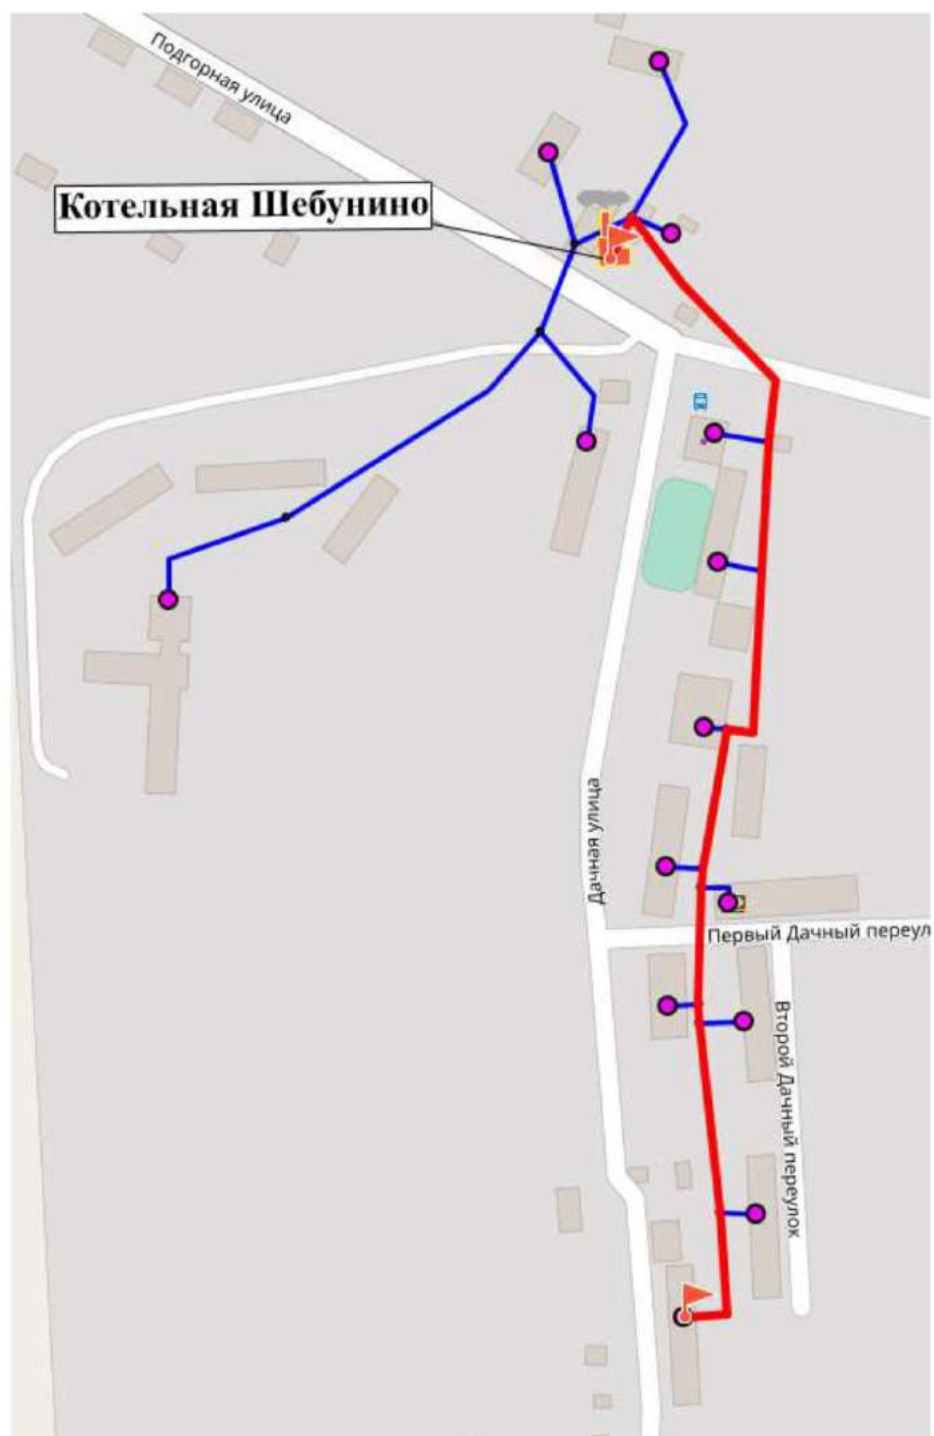 Подгорная улица
Котельная Шебунино
Дачная улица
Первый Дачный переул
Второй Дачный переулок